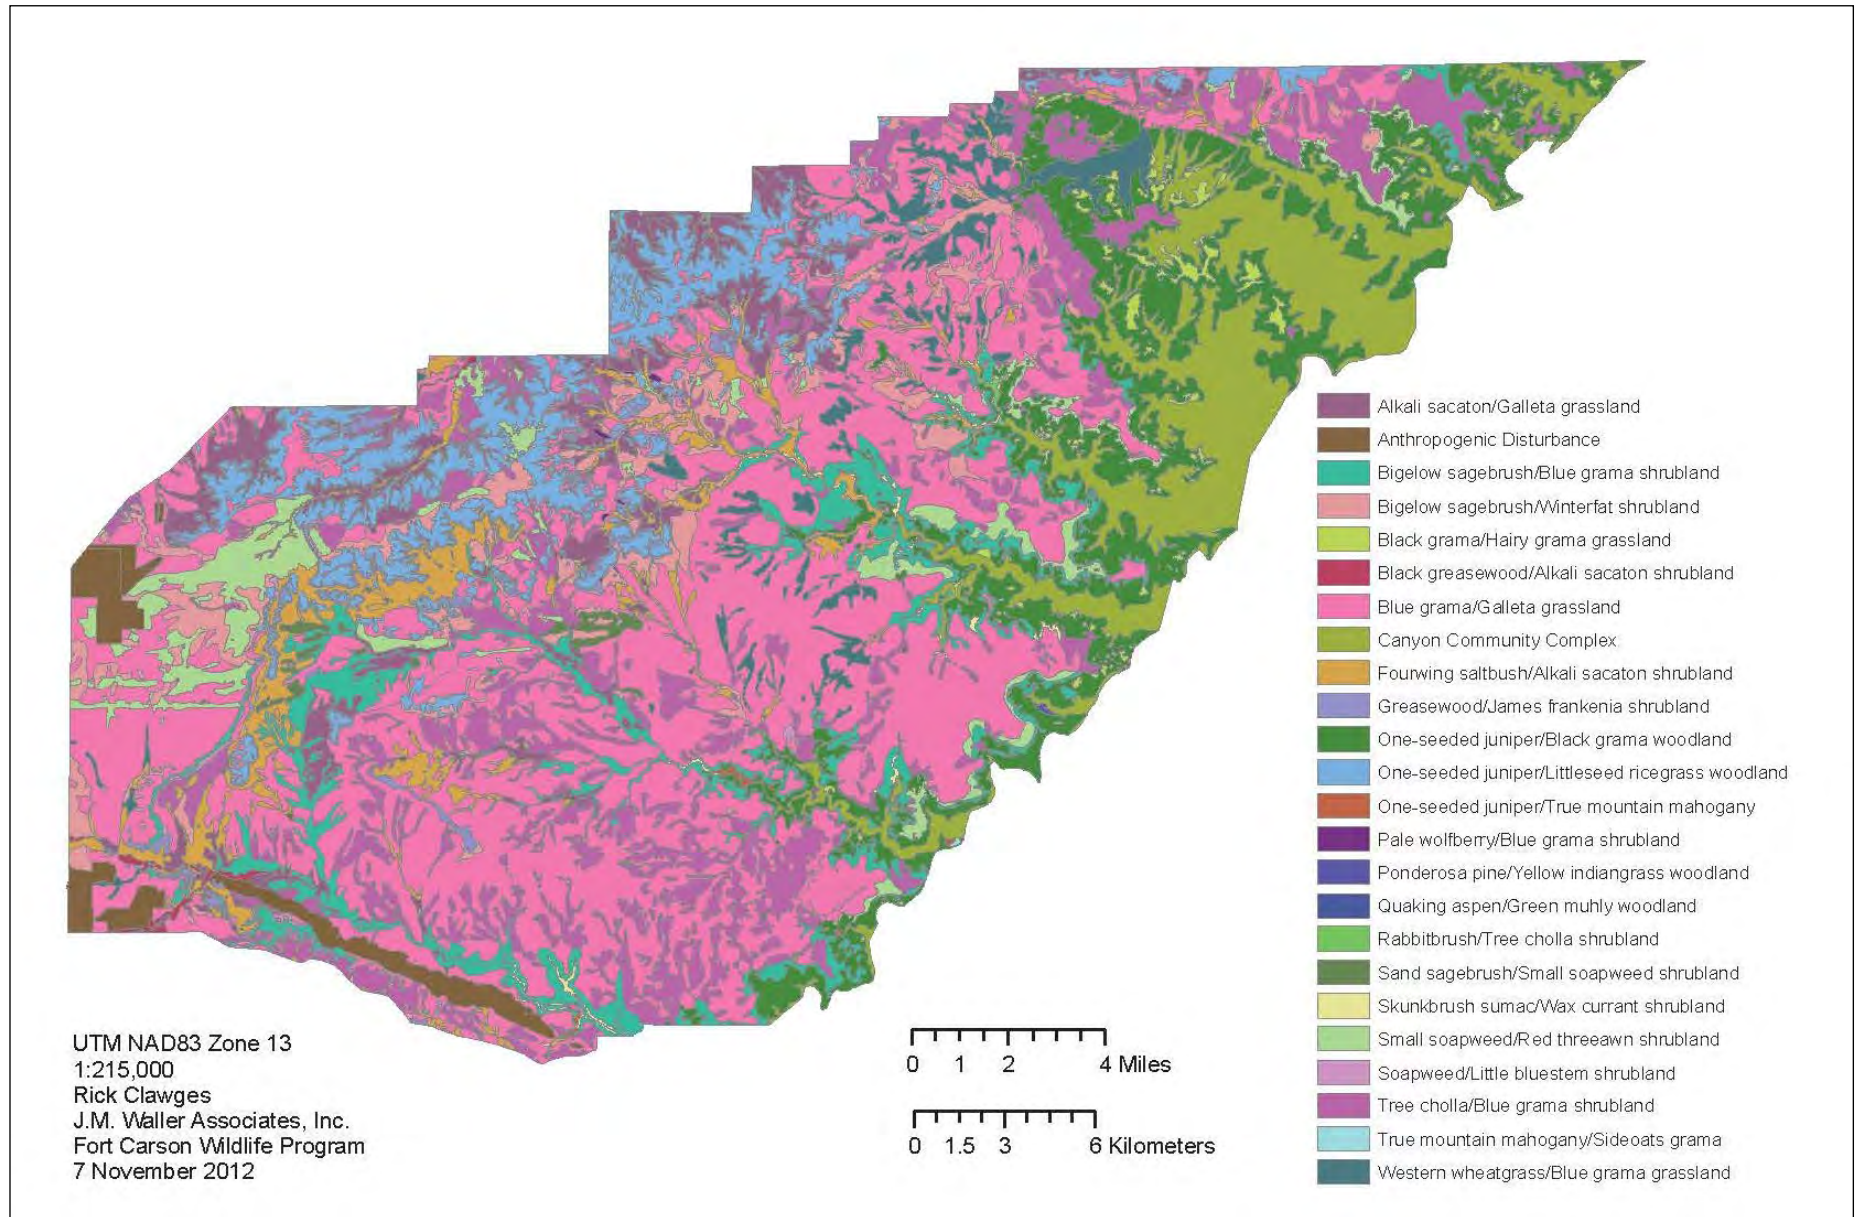 Alkali sacaton/Galleta grassland
Anthropogenic Disturbance
Bigelow sagebrush/Blue grama shrubland
Bigelow sagebrush/Winterfat shrubland
Black grama/Hairy grama grassland
Black greasewood/Alkali sacaton shrubland
Blue grama/Galleta grassland
Canyon Community Complex
Fourwing saltbush/Alkali sacaton shrubland
Greasewood/James frankenia shrubland
One-seeded juniper/Black grama woodland
One-seeded juniper/Littleseed ricegrass woodland
One-seeded juniper/True mountain mahogany
Pale wolfberry/Blue grama shrubland
Ponderosa pine/Yellow indiangrass woodland
Quaking aspen/Green muhly woodland
Rabbitbrush/Tree cholla shrubland
Sand sagebrush/Small soapweed shrubland
Skunkbrush sumac/Wax currant shrubland
Small soapweed/Red threeawn shrubland
Soapweed/Little bluestem shrubland
Tree cholla/Blue grama shrubland
True mountain mahogany/Sideoats grama
Western wheatgrass/Blue grama grassland
UTM NAD83 Zone 13
1:215,000
Rick Clawges
J.M. Waller Associates, Inc.
Fort Carson Wildlife Program
7 November 2012
0 1 2 4 Miles
0 1.5 3 6 Kilometers